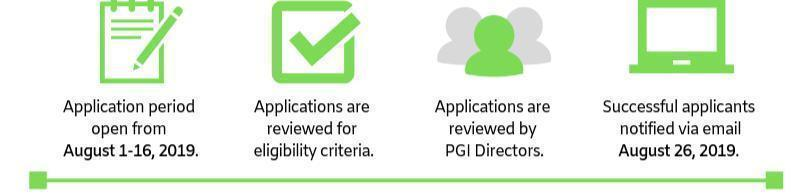 Application period
open from
August 1-16, 2019.
Applications are
reviewed for
eligibility criteria.
Applications are
reviewed by
PGI Directors.
Successful applicants
notified via email
August 26, 2019.